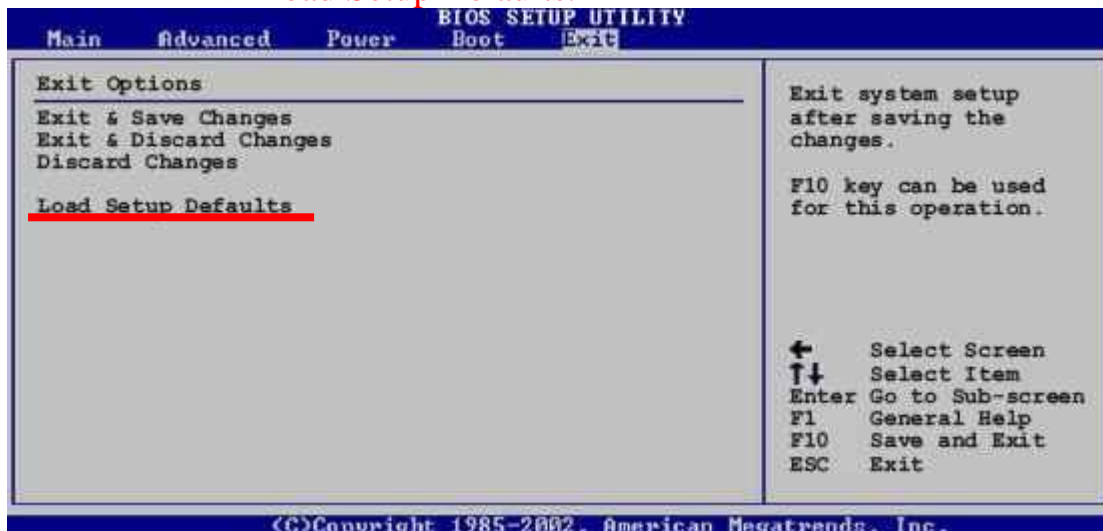 BIOS SETUP UTILITY
Main Advanced Power Boot Exit
Exit Options
Exit & Save Changes
Exit & Discard Changes
Discard Changes
Load Setup Defaults
Exit system setup
after saving the
changes.
F10 key can be used
for this operation.
← Select Screen
↑↓ Select Item
Enter Go to Sub-screen
F1 General Help
F10 Save and Exit
ESC Exit
(C)Copyright 1985-2002, American Megatrends, Inc.